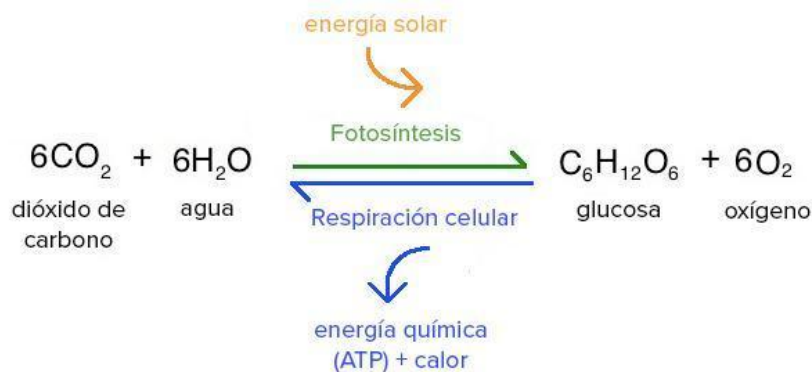 energía solar
Fotosíntesis
6CO₂ + 6H₂O C₆H₁₂O₆ + 6O₂
dióxido de carbono
agua
glucosa
oxígeno
Respiración celular
energía química
(ATP) + calor